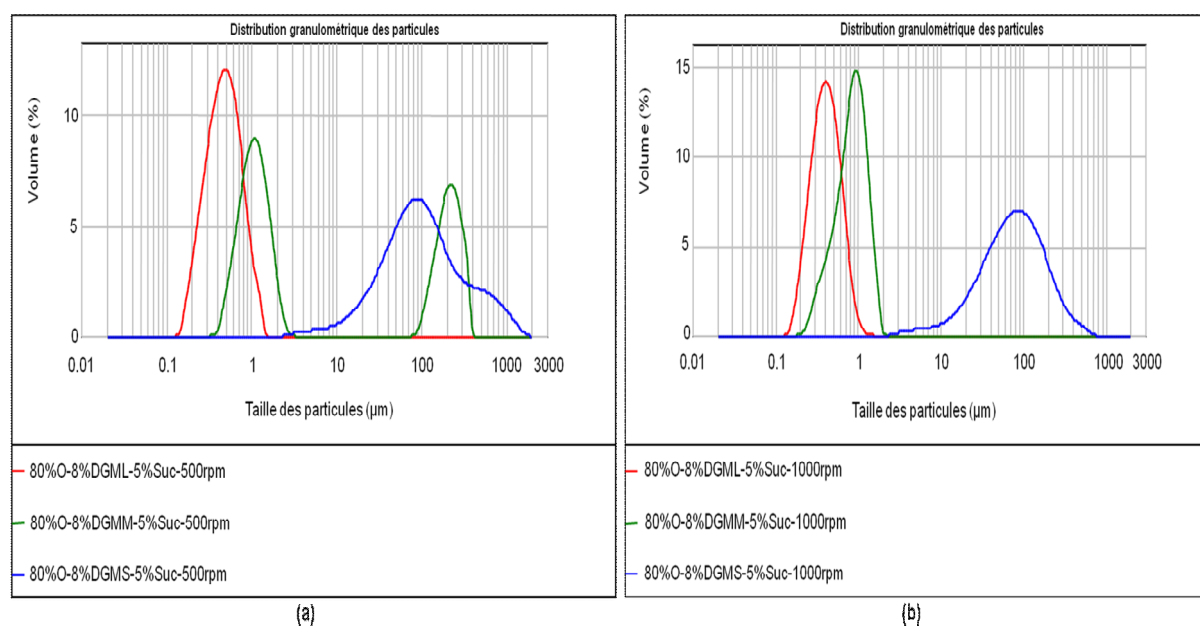 Distribution granulométrique des particules
Volume (%)
10
5
0
0.01 0.1 1 10 100 1000 3000
Taille des particules (µm)
80%O-8%DGML-5%Suc-500rpm
80%O-8%DGMM-5%Suc-500rpm
80%O-8%DGMS-5%Suc-500rpm
(a)
Distribution granulométrique des particules
Volume (%)
15
10
5
0
0.01 0.1 1 10 100 1000 3000
Taille des particules (µm)
80%O-8%DGML-5%Suc-1000rpm
80%O-8%DGMM-5%Suc-1000rpm
80%O-8%DGMS-5%Suc-1000rpm
(b)